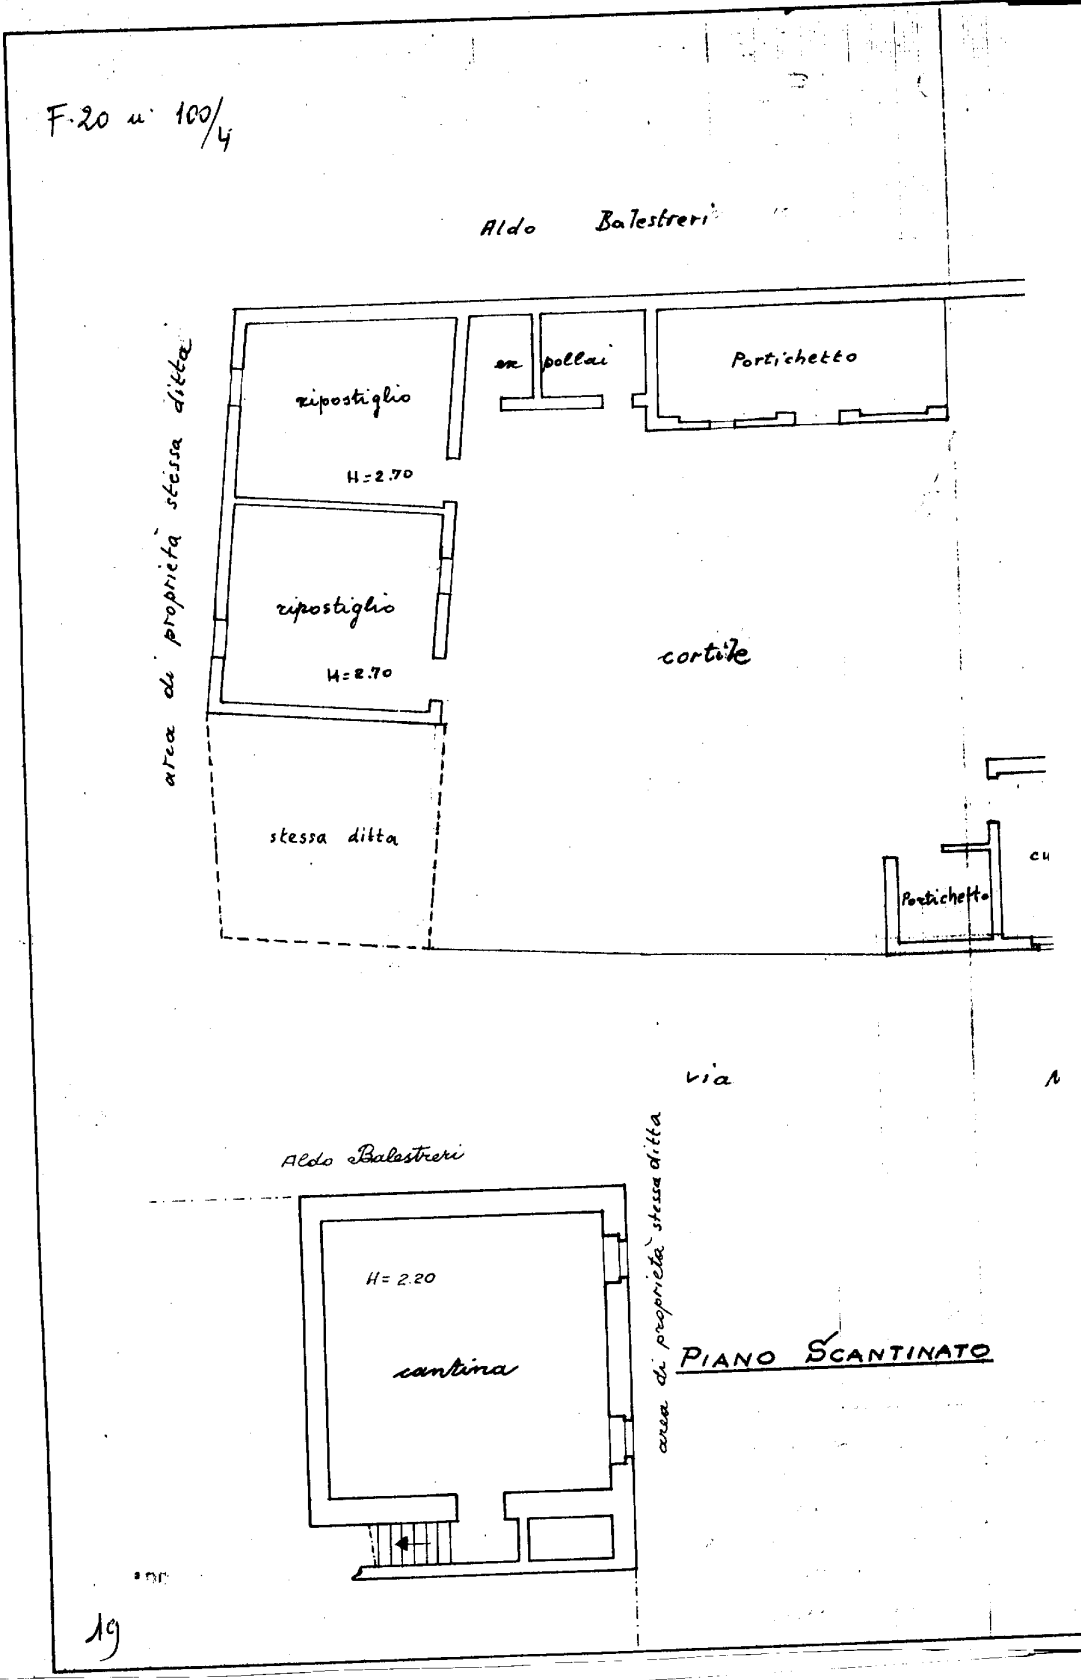 F.20 n. 100/4
Aldo Balestreri
area di proprietà stessa ditta
ripostiglio
H=2.70
ex pollai
Portichetto
ripostiglio
H=2.70
cortile
stessa ditta
Portichetto
cu
via
Aldo Balestreri
area di proprietà stessa ditta
H=2.20
cantina
PIANO SCANTINATO
19